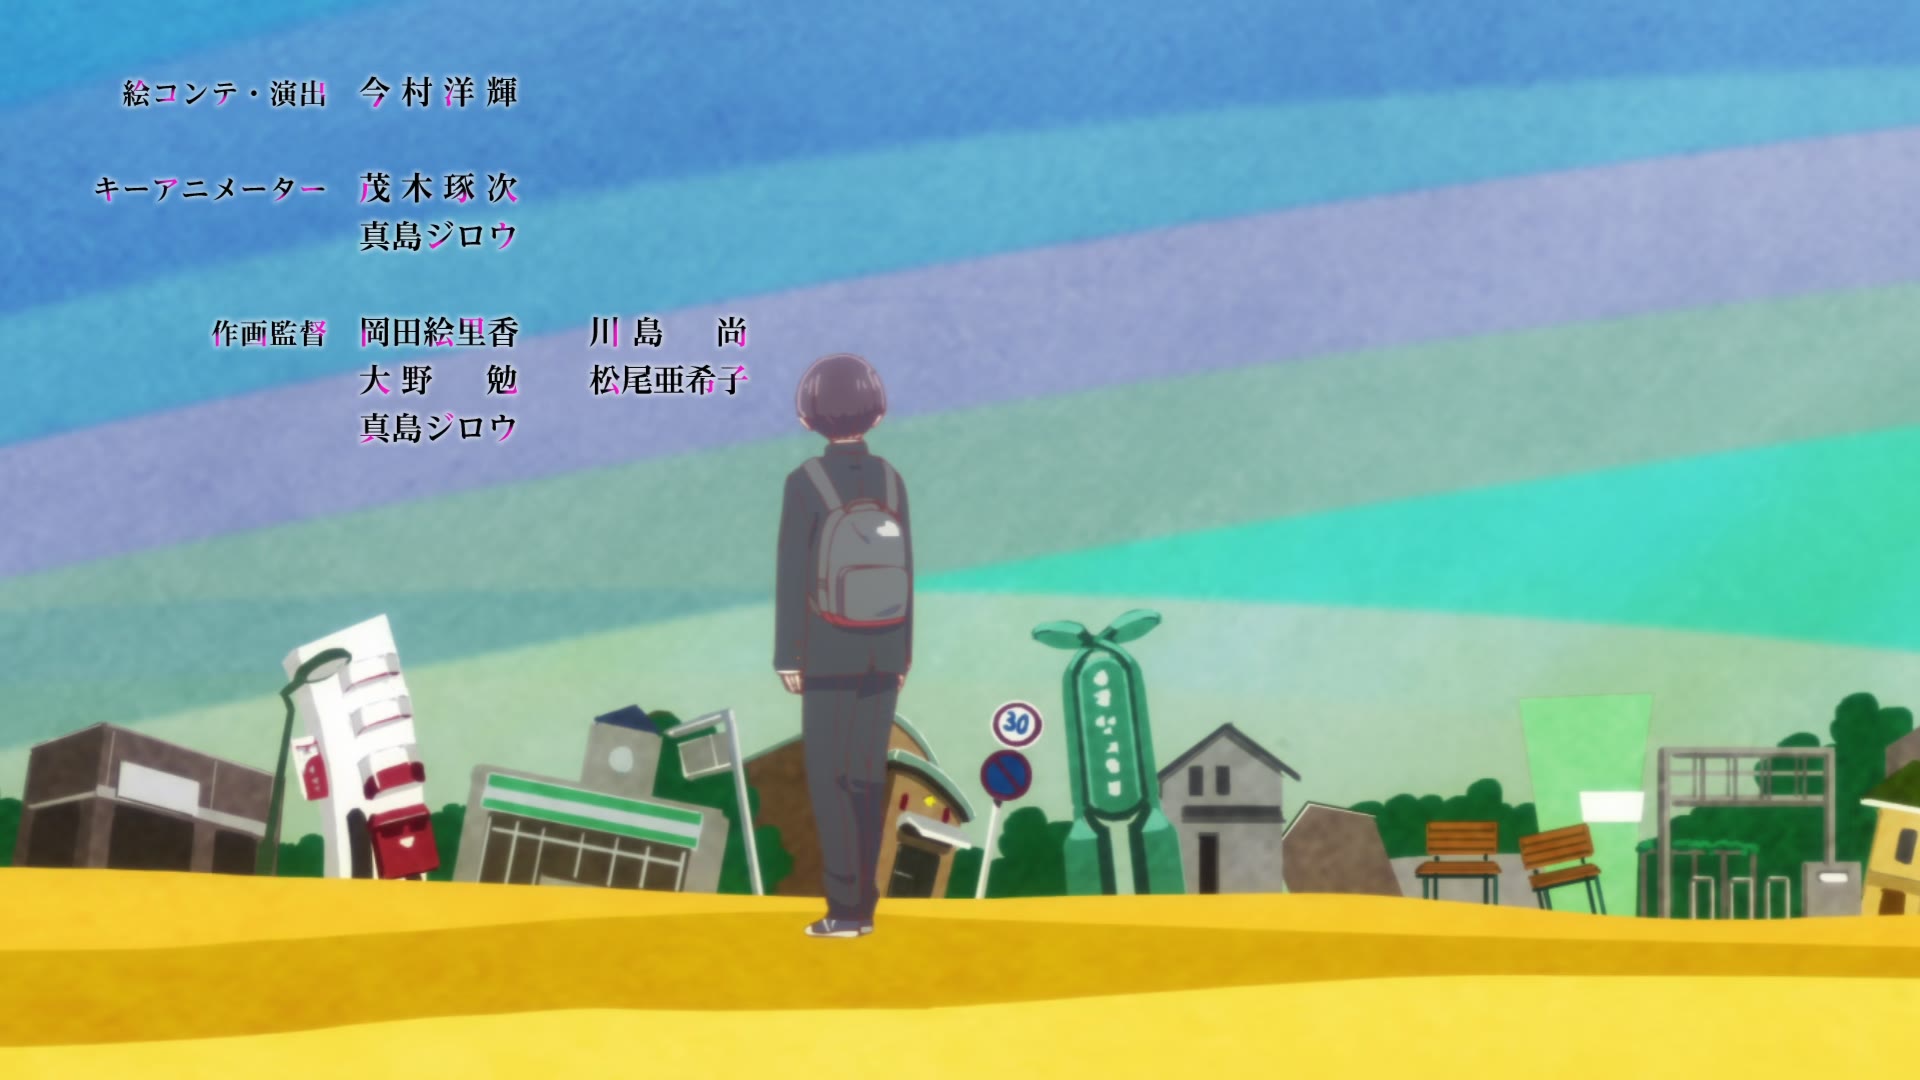 絵コンテ・演出 今村洋輝
キーアニメーター 茂木琢次
真島ジロウ
作画監督 岡田絵里香 川島 尚
大野 勉 松尾亜希子
真島ジロウ
30